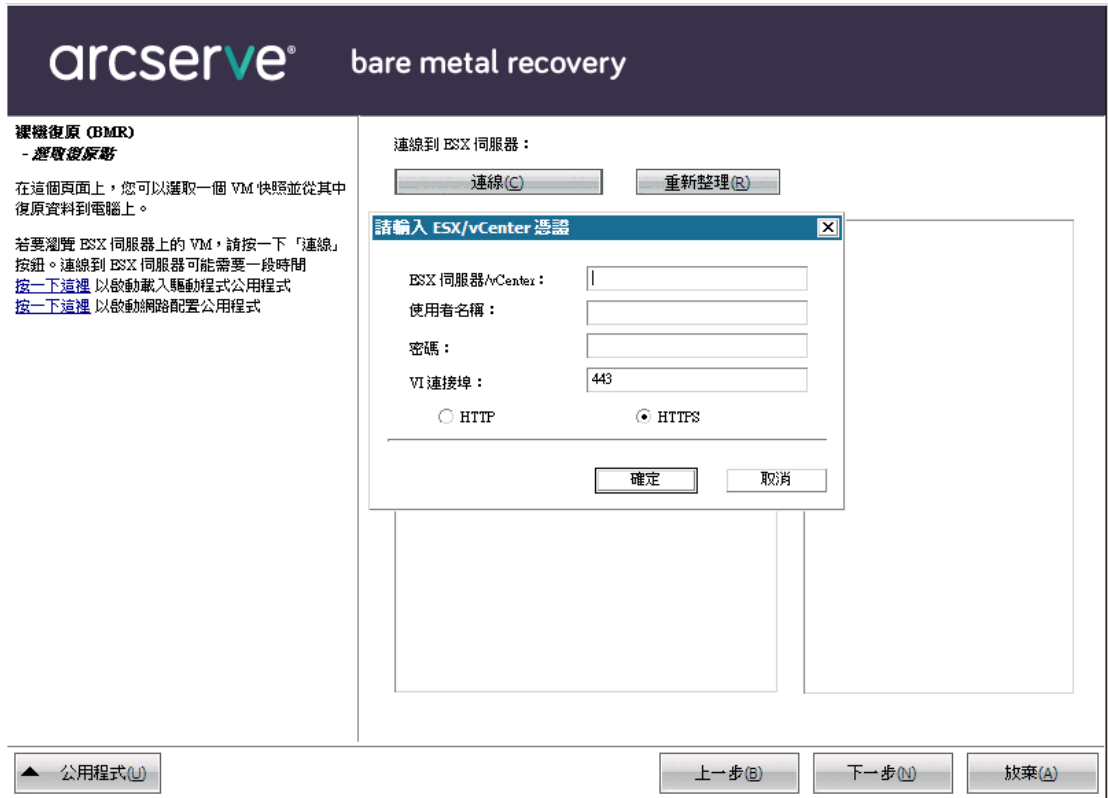 arcserve® bare metal recovery
裸機復原 (BMR)
- 選取復原點
在這個頁面上，您可以選取一個 VM 快照並從其中
復原資料到電腦上。
若要瀏覽 ESX 伺服器上的 VM，請按一下「連線」
按鈕。連線到 ESX 伺服器可能需要一段時間
按一下這裡 以啟動載入驅動程式公用程式
按一下這裡 以啟動網路配置公用程式
連線到 ESX 伺服器：
連線(C) 重新整理(R)
請輸入 ESX/vCenter 憑證
ESX 伺服器/vCenter：
使用者名稱：
密碼：
VI 連接埠： 443
HTTP HTTPS
確定 取消
公用程式(U) 上一步(B) 下一步(N) 放棄(A)